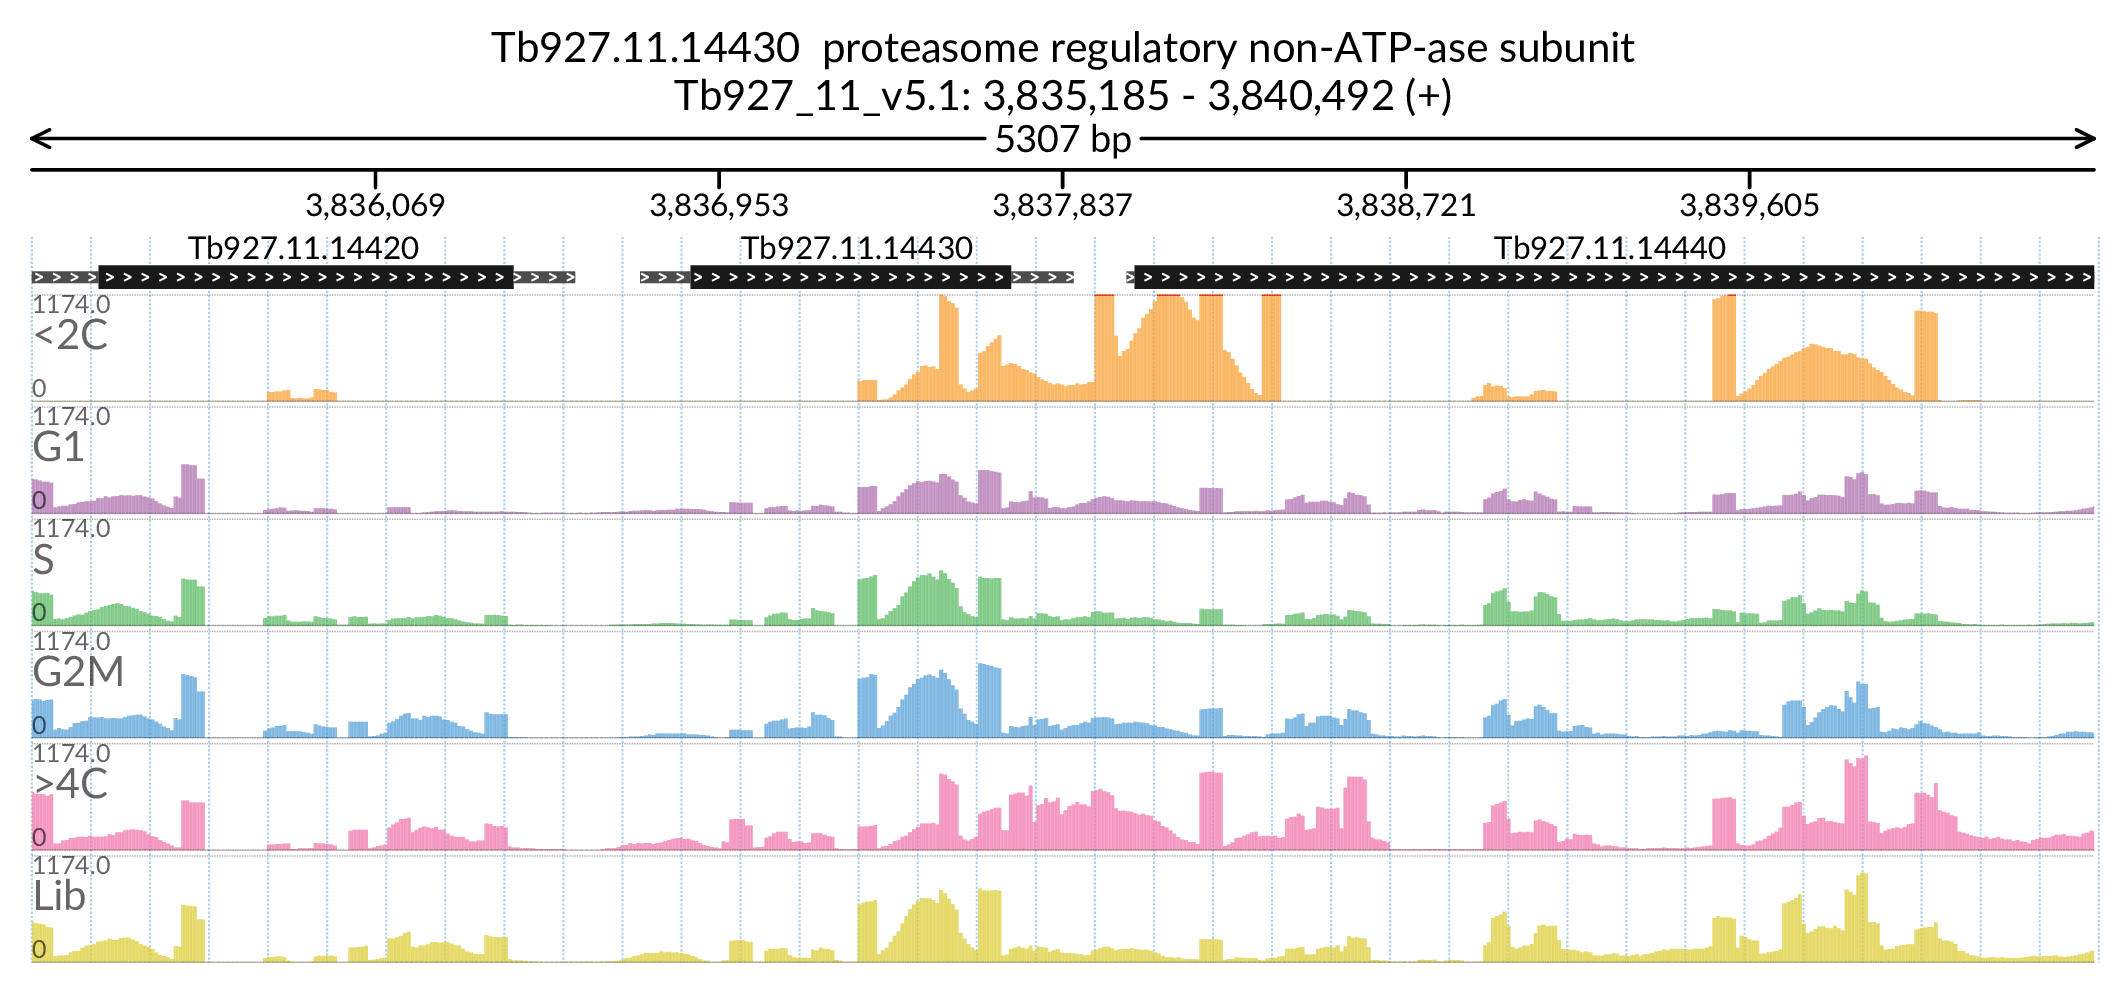 Tb927.11.14430 proteasome regulatory non-ATP-ase subunit
Tb927_11_v5.1: 3,835,185 - 3,840,492 (+)
5307 bp
3,836,069 3,836,953 3,837,837 3,838,721 3,839,605
Tb927.11.14420 Tb927.11.14430 Tb927.11.14440
1174.0
<2C
0
1174.0
G1
0
1174.0
S
0
1174.0
G2M
0
1174.0
>4C
0
1174.0
Lib
0